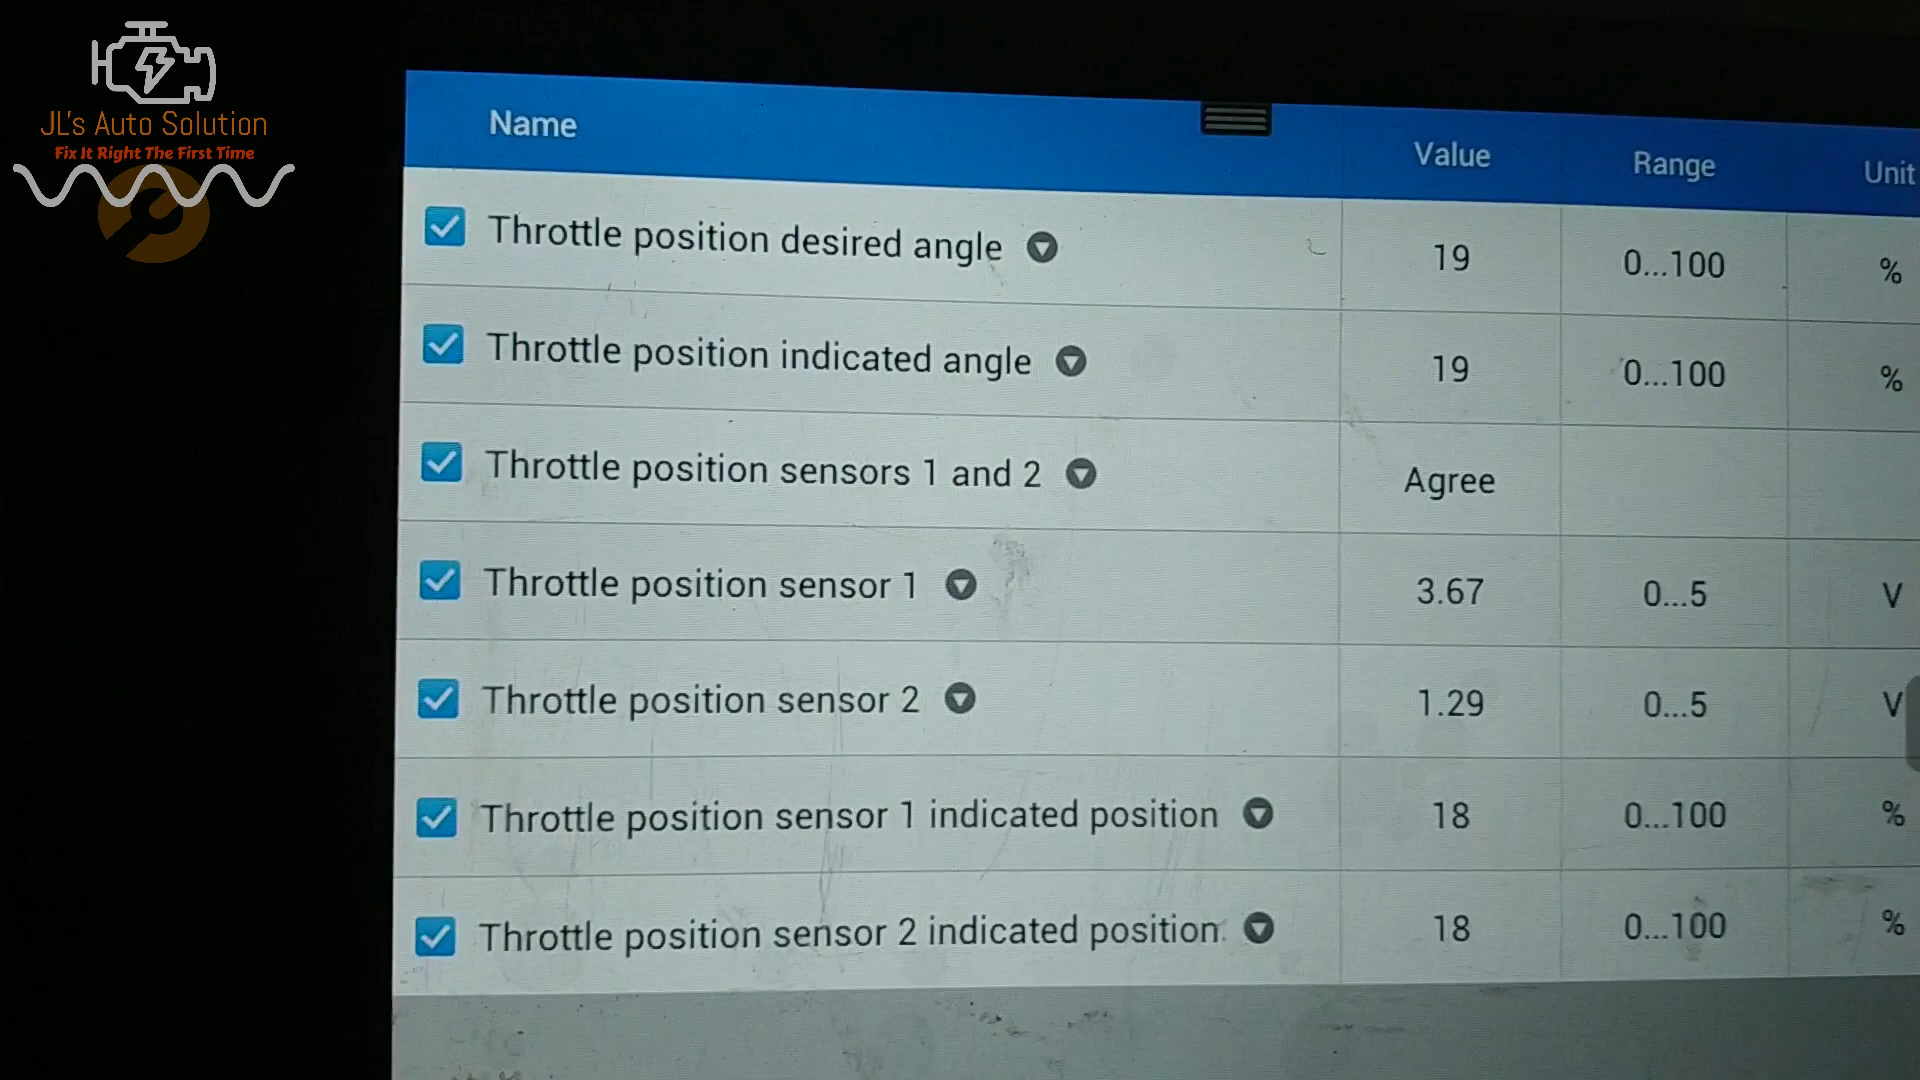 JL's Auto Solution
Fix It Right The First Time
Name Value Range Unit
Throttle position desired angle 19 0...100 %
Throttle position indicated angle 19 0...100 %
Throttle position sensors 1 and 2 Agree
Throttle position sensor 1 3.67 0...5 V
Throttle position sensor 2 1.29 0...5 V
Throttle position sensor 1 indicated position 18 0...100 %
Throttle position sensor 2 indicated position 18 0...100 %